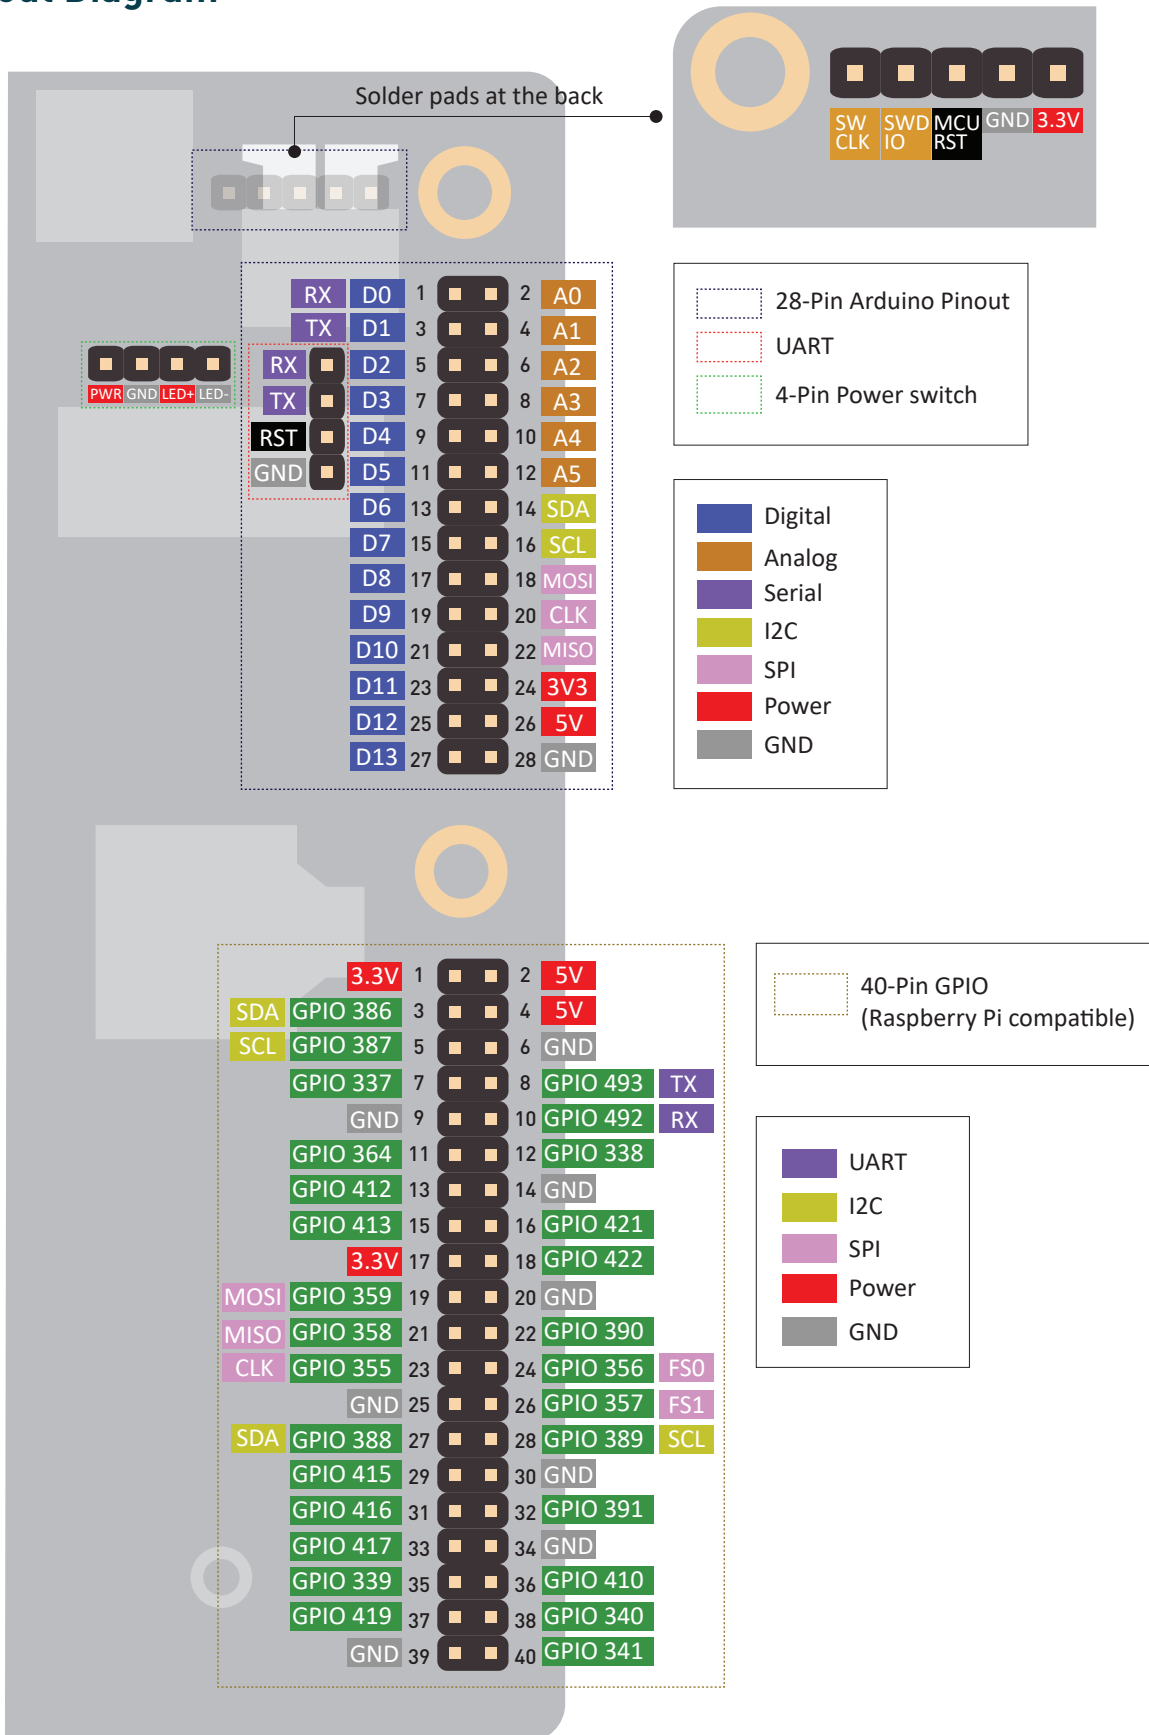 Diagram
Solder pads at the back
SW CLK SWD IO MCU RST GND 3.3V
28-Pin Arduino Pinout
UART
4-Pin Power switch
PWR GND LED+ LED-
RX D0 1 2 A0
TX D1 3 4 A1
RX D2 5 6 A2
TX D3 7 8 A3
RST D4 9 10 A4
GND D5 11 12 A5
D6 13 14 SDA
D7 15 16 SCL
D8 17 18 MOSI
D9 19 20 CLK
D10 21 22 MISO
D11 23 24 3V3
D12 25 26 5V
D13 27 28 GND
Digital
Analog
Serial
I2C
SPI
Power
GND
3.3V 1 2 5V
SDA GPIO 386 3 4 5V
SCL GPIO 387 5 6 GND
GPIO 337 7 8 GPIO 493 TX
GND 9 10 GPIO 492 RX
GPIO 364 11 12 GPIO 338
GPIO 412 13 14 GND
GPIO 413 15 16 GPIO 421
3.3V 17 18 GPIO 422
MOSI GPIO 359 19 20 GND
MISO GPIO 358 21 22 GPIO 390
CLK GPIO 355 23 24 GPIO 356 FS0
GND 25 26 GPIO 357 FS1
SDA GPIO 388 27 28 GPIO 389 SCL
GPIO 415 29 30 GND
GPIO 416 31 32 GPIO 391
GPIO 417 33 34 GND
GPIO 339 35 36 GPIO 410
GPIO 419 37 38 GPIO 340
GND 39 40 GPIO 341
40-Pin GPIO
(Raspberry Pi compatible)
UART
I2C
SPI
Power
GND